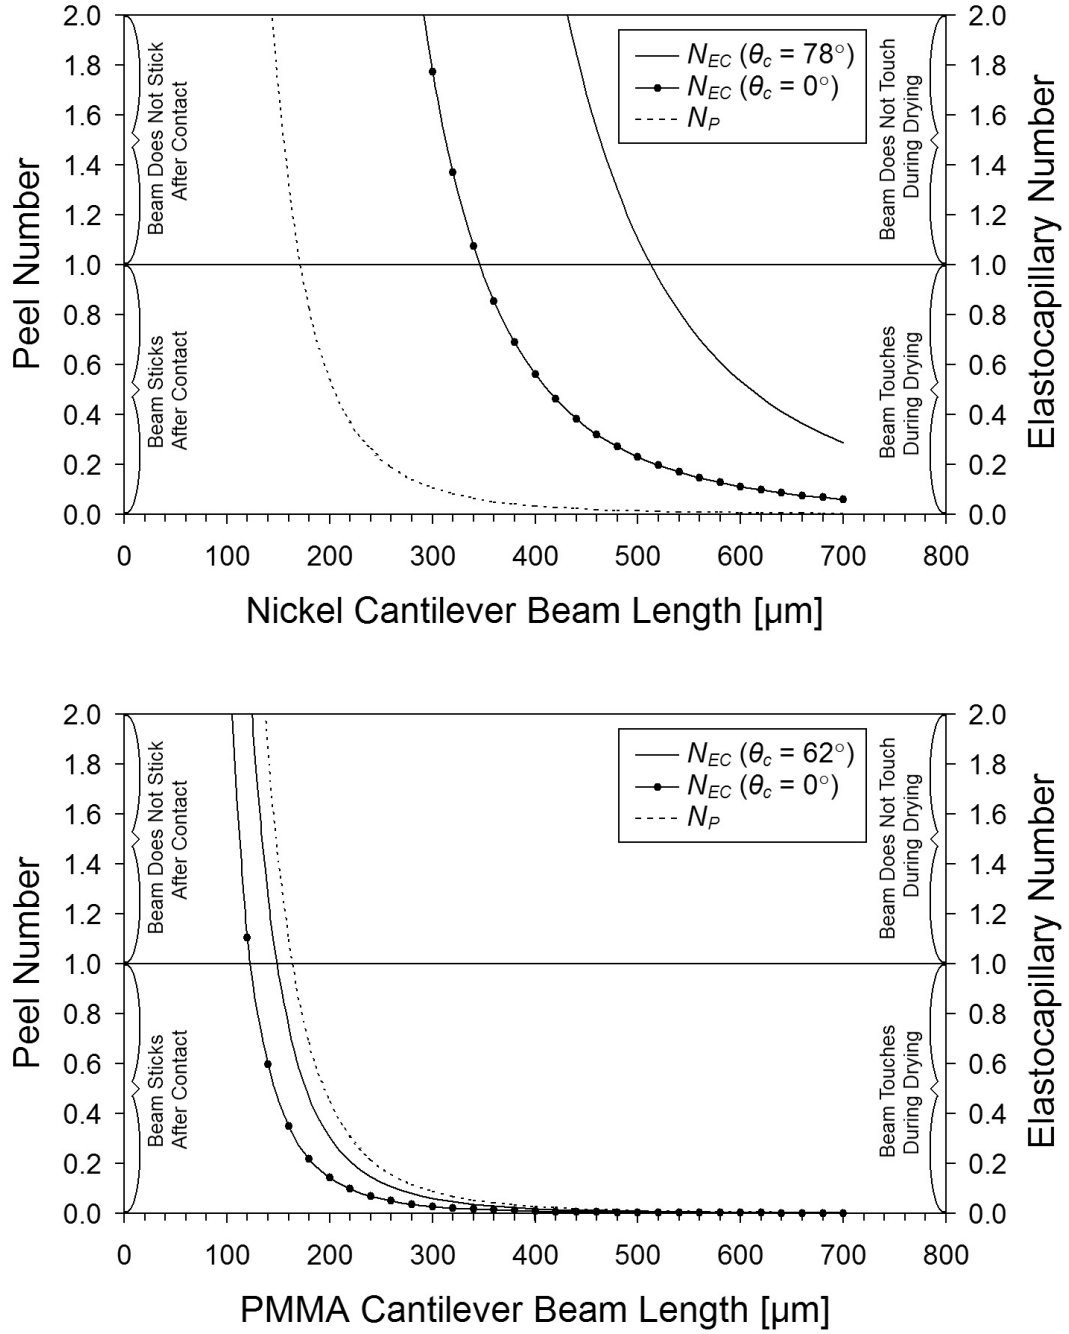 2.0
1.8
1.6
1.4
1.2
1.0
0.8
0.6
0.4
0.2
0.0
Peel Number
Beam Does Not Stick
After Contact
Beam Sticks
After Contact
N_EC (θ_c = 78°)
N_EC (θ_c = 0°)
N_P
Beam Does Not Touch
During Drying
Beam Touches
During Drying
2.0
1.8
1.6
1.4
1.2
1.0
0.8
0.6
0.4
0.2
0.0
Elastocapillary Number
0 100 200 300 400 500 600 700 800
Nickel Cantilever Beam Length [µm]
2.0
1.8
1.6
1.4
1.2
1.0
0.8
0.6
0.4
0.2
0.0
Peel Number
Beam Does Not Stick
After Contact
Beam Sticks
After Contact
N_EC (θ_c = 62°)
N_EC (θ_c = 0°)
N_P
Beam Does Not Touch
During Drying
Beam Touches
During Drying
2.0
1.8
1.6
1.4
1.2
1.0
0.8
0.6
0.4
0.2
0.0
Elastocapillary Number
0 100 200 300 400 500 600 700 800
PMMA Cantilever Beam Length [µm]